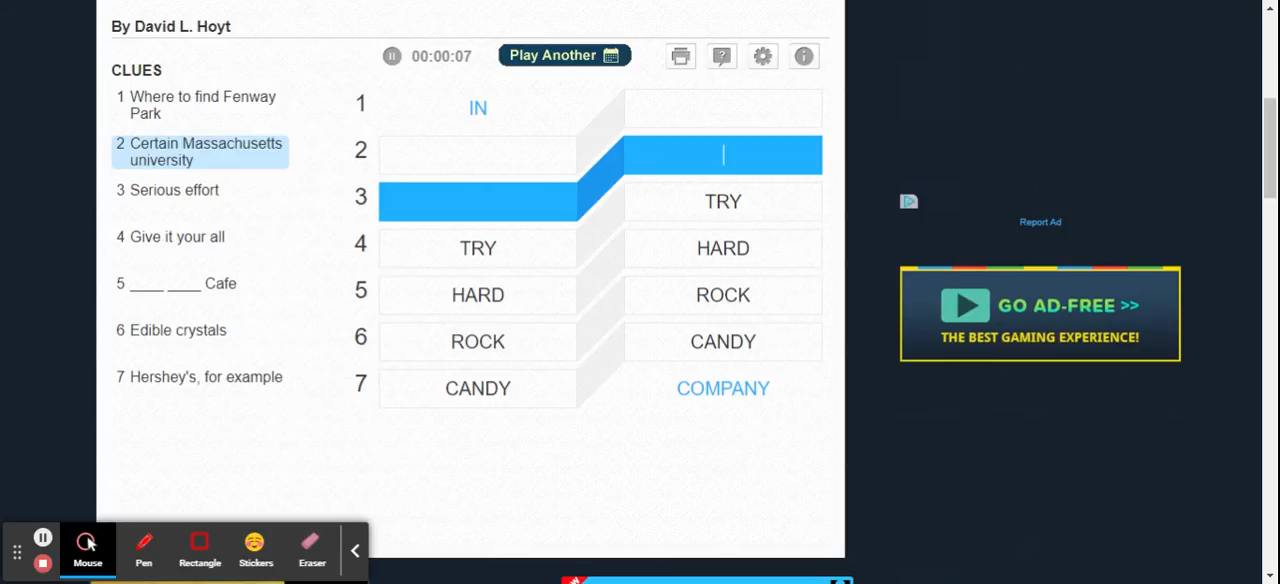 By David L. Hoyt
00:00:07
Play Another
CLUES
1 Where to find Fenway
Park
2 Certain Massachusetts
university
3 Serious effort
4 Give it your all
5 ____ ____ Cafe
6 Edible crystals
7 Hershey's, for example
1 IN
2
3 TRY
4 TRY HARD
5 HARD ROCK
6 ROCK CANDY
7 CANDY COMPANY
Report Ad
GO AD-FREE >>
THE BEST GAMING EXPERIENCE!
Mouse
Pen
Rectangle
Stickers
Eraser